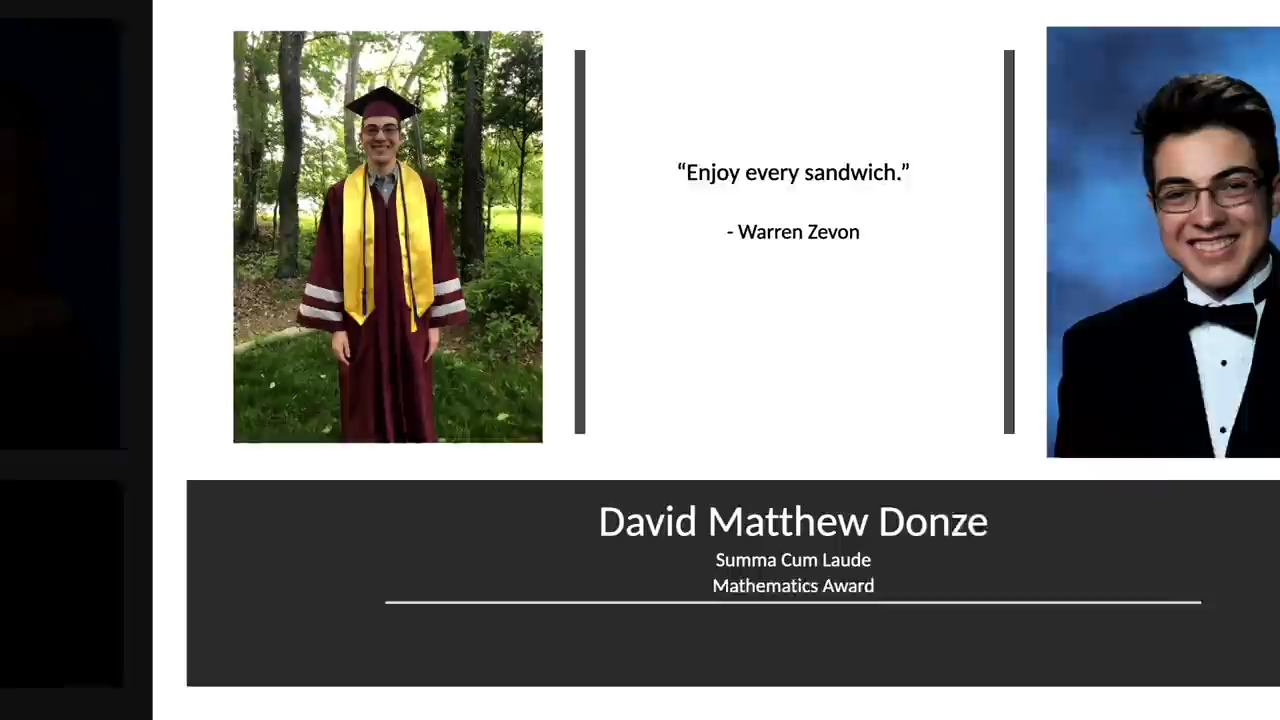 “Enjoy every sandwich.”
- Warren Zevon
David Matthew Donze
Summa Cum Laude
Mathematics Award